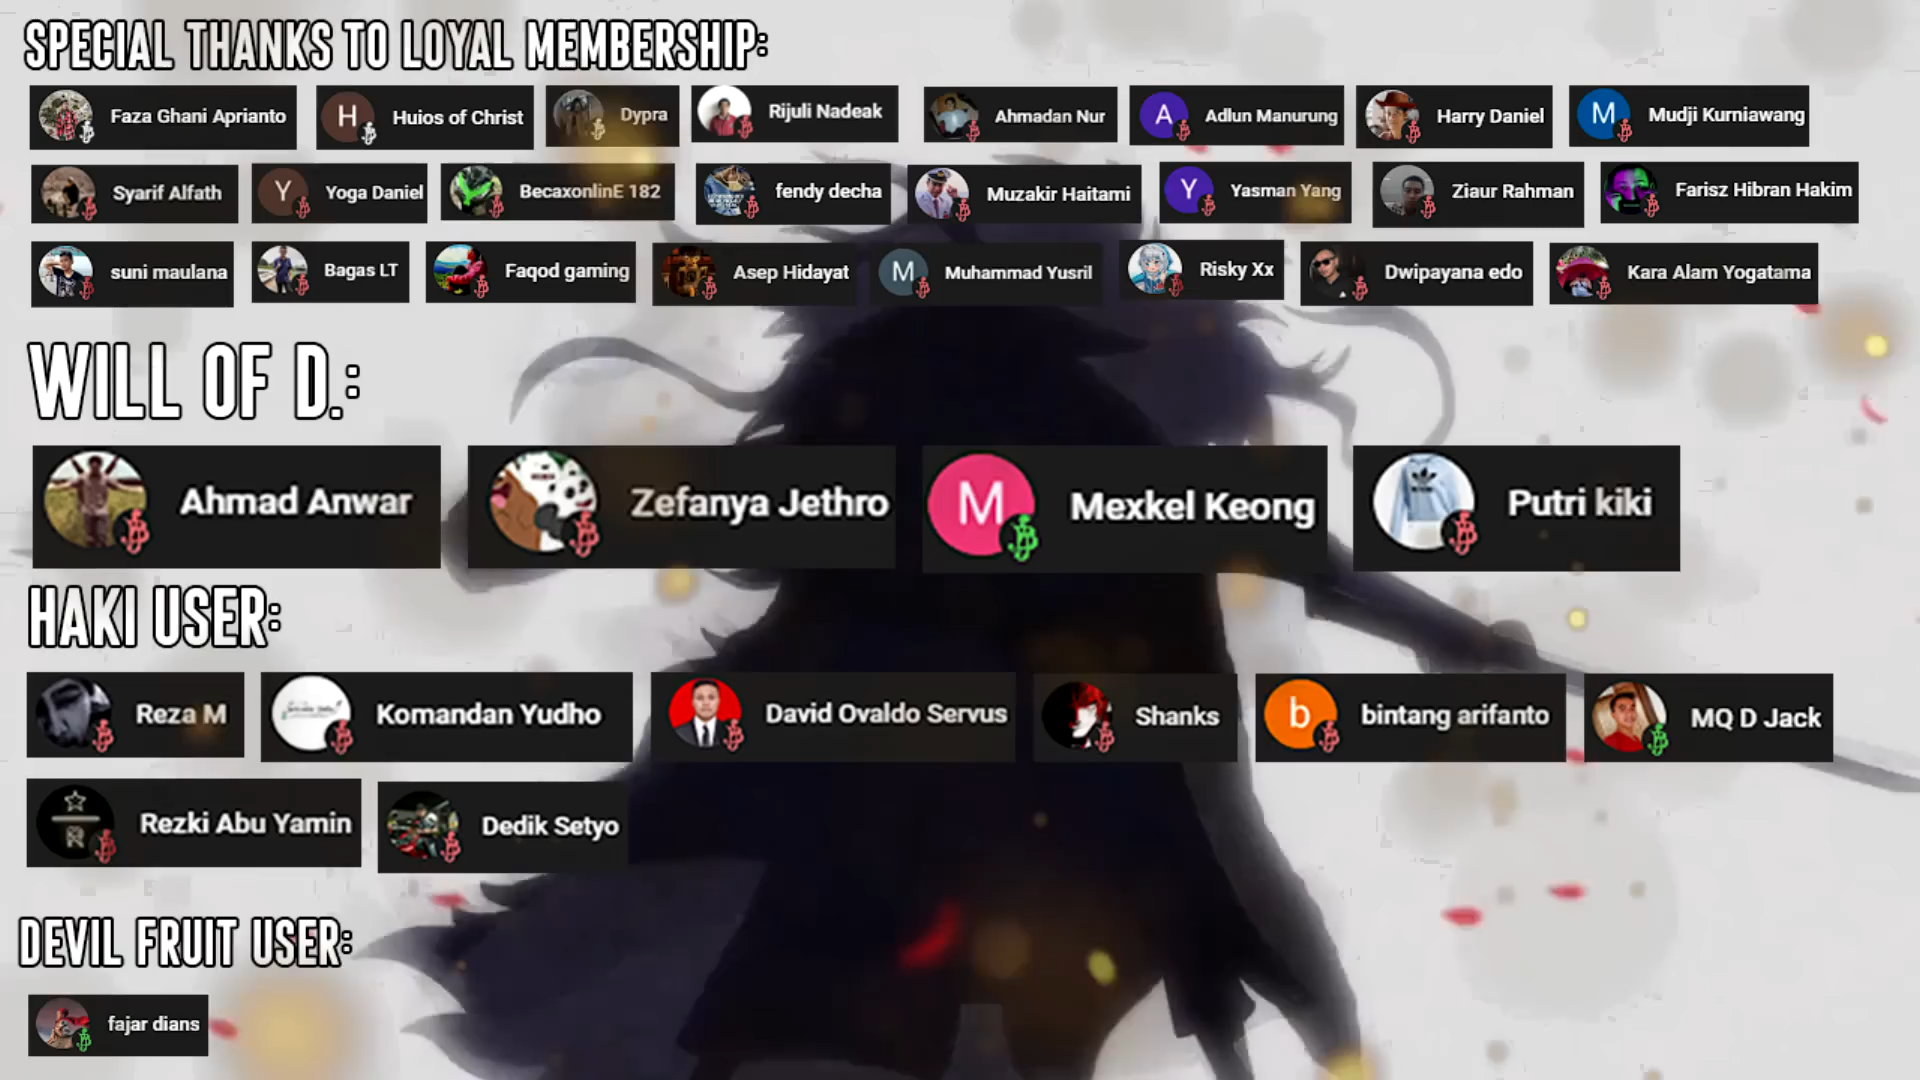 SPECIAL THANKS TO LOYAL MEMBERSHIP:
Faza Ghani Aprianto H Huios of Christ Dypra Rijuli Nadeak Ahmadan Nur A Adlun Manurung Harry Daniel M Mudji Kurniawang
Syarif Alfath Y Yoga Daniel BecaxonlinE 182 fendy decha Muzakir Haitami Y Yasman Yang Ziaur Rahman Farisz Hibran Hakim
suni maulana Bagas LT Faqod gaming Asep Hidayat M Muhammad Yusril Risky Xx Dwipayana edo Kara Alam Yogatama
WILL OF D.:
Ahmad Anwar Zefanya Jethro M Mexkel Keong Putri kiki
HAKI USER:
Reza M Komandan Yudho David Ovaldo Servus Shanks b bintang arifanto MQ D Jack
R Rezki Abu Yamin Dedik Setyo
DEVIL FRUIT USER:
fajar dians